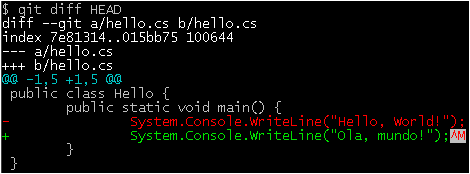 $ git diff HEAD
diff --git a/hello.cs b/hello.cs
index 7e81314..015bb75 100644
--- a/hello.cs
+++ b/hello.cs
@@ -1,5 +1,5 @@
 public class Hello {
        public static void main() {
-               System.Console.WriteLine("Hello, World!");
+               System.Console.WriteLine("Ola, mundo!");^M
        }
 }